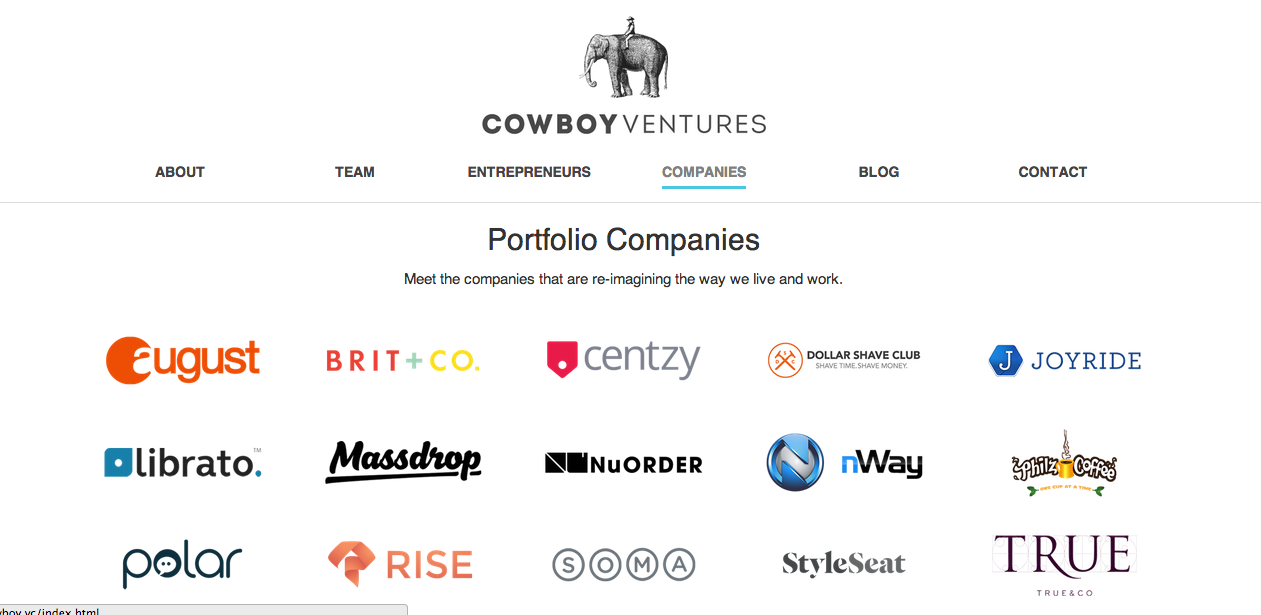 COWBOY VENTURES
ABOUT TEAM ENTREPRENEURS COMPANIES BLOG CONTACT
Portfolio Companies
Meet the companies that are re-imagining the way we live and work.
august BRIT+CO. centzy DOLLAR SHAVE CLUB JOYRIDE
SHAVE TIME. SHAVE MONEY.
librato.™ Massdrop NuORDER nWay Philz Coffee
ONE CUP AT A TIME
polar RISE SOMA StyleSeat TRUE
TRUE&CO
boy.vc/index.html